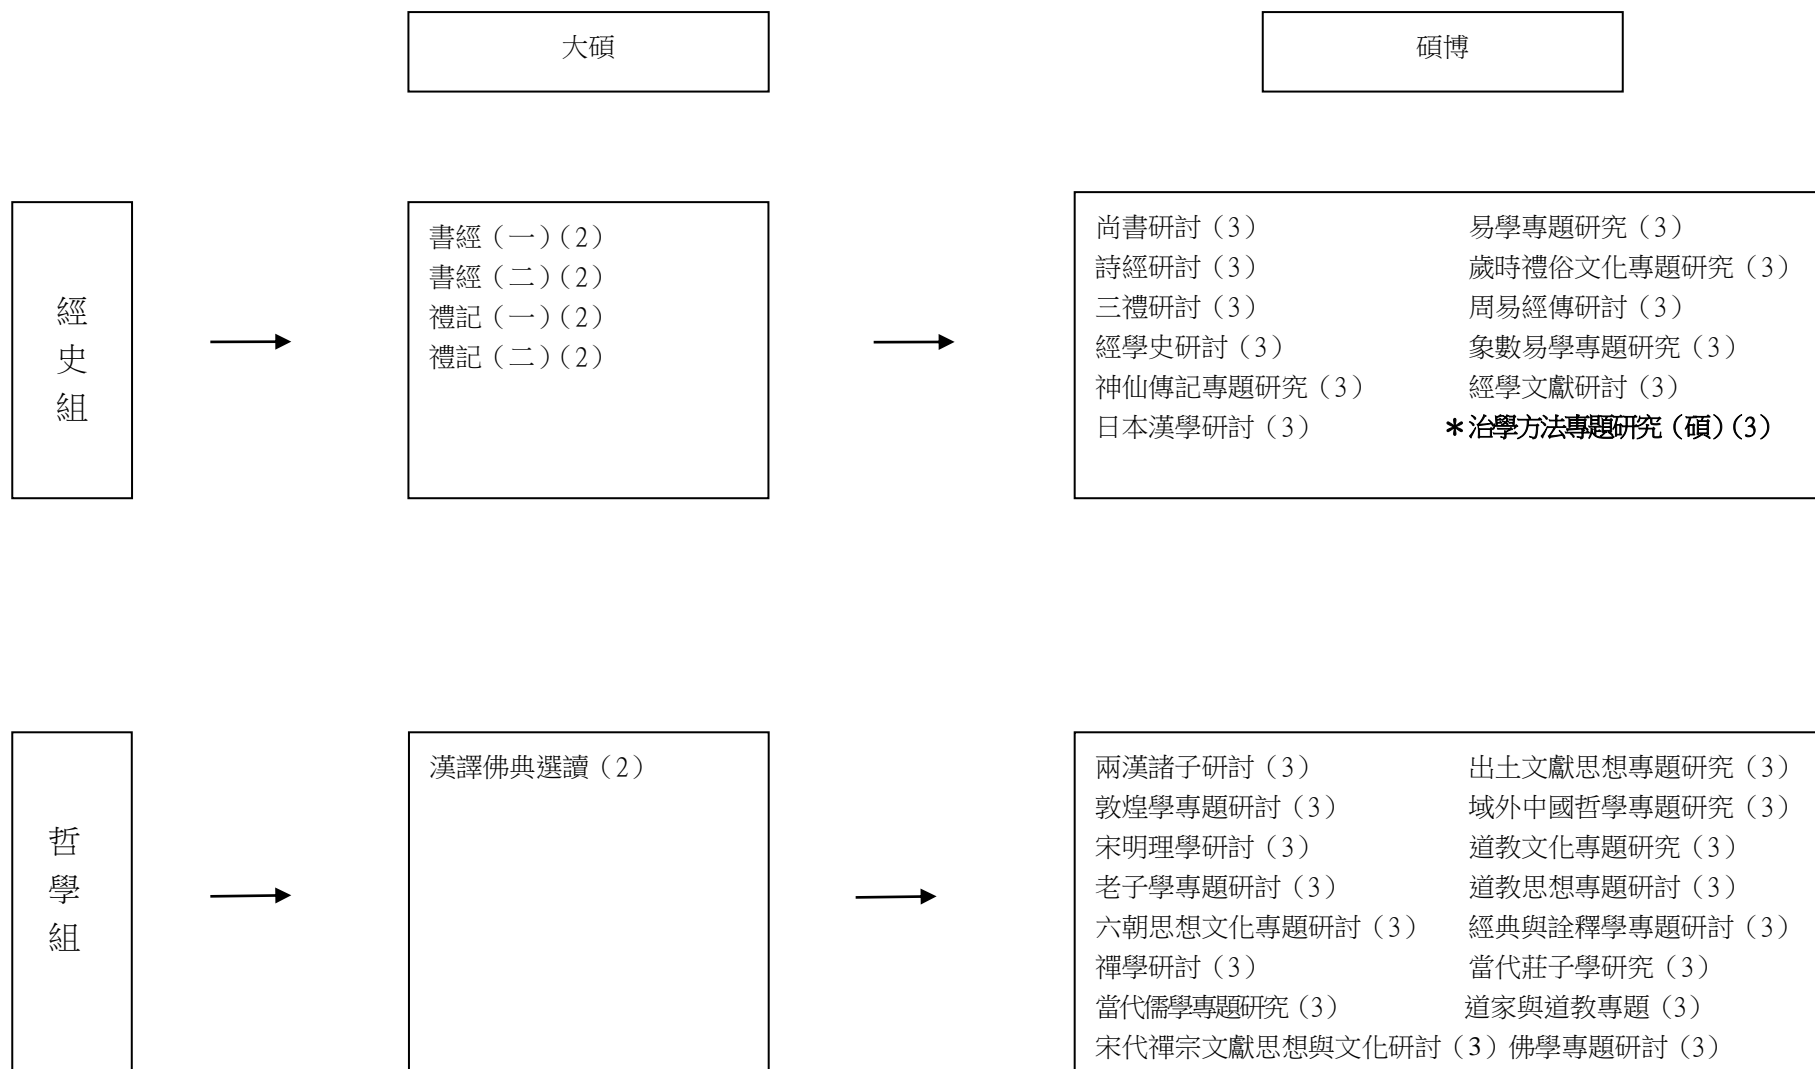 大碩
碩博
經史組
書經（一）（2）
書經（二）（2）
禮記（一）（2）
禮記（二）（2）
尚書研討（3） 易學專題研究（3）
詩經研討（3） 歲時禮俗文化專題研究（3）
三禮研討（3） 周易經傳研討（3）
經學史研討（3） 象數易學專題研究（3）
神仙傳記專題研究（3） 經學文獻研討（3）
日本漢學研討（3） ＊治學方法專題研究（碩）（3）
哲學組
漢譯佛典選讀（2）
兩漢諸子研討（3） 出土文獻思想專題研究（3）
敦煌學專題研討（3） 域外中國哲學專題研究（3）
宋明理學研討（3） 道教文化專題研究（3）
老子學專題研討（3） 道教思想專題研討（3）
六朝思想文化專題研討（3） 經典與詮釋學專題研討（3）
禪學研討（3） 當代莊子學研究（3）
當代儒學專題研究（3） 道家與道教專題（3）
宋代禪宗文獻思想與文化研討（3）佛學專題研討（3）